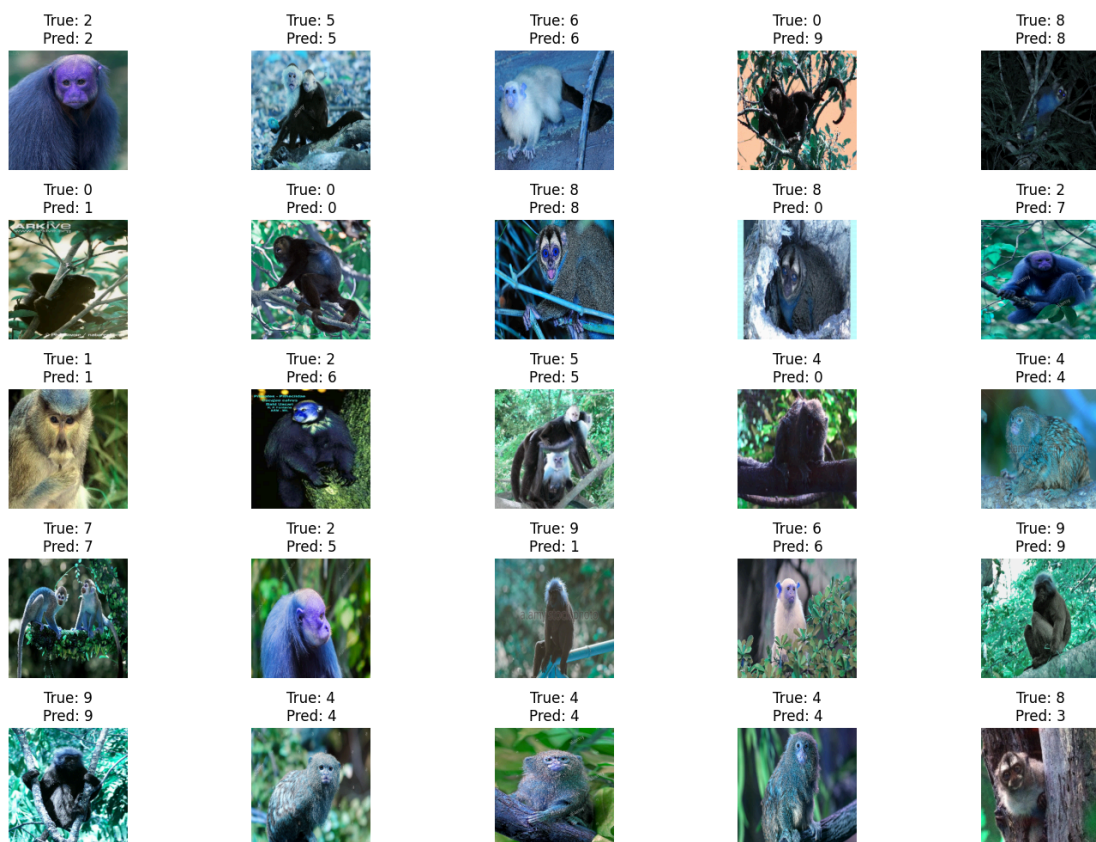 True: 2
Pred: 2
True: 5
Pred: 5
True: 6
Pred: 6
True: 0
Pred: 9
True: 8
Pred: 8
True: 0
Pred: 1
True: 0
Pred: 0
True: 8
Pred: 8
True: 8
Pred: 0
True: 2
Pred: 7
ARKive
True: 1
Pred: 1
True: 2
Pred: 6
True: 5
Pred: 5
True: 4
Pred: 0
True: 4
Pred: 4
True: 7
Pred: 7
True: 2
Pred: 5
True: 9
Pred: 1
True: 6
Pred: 6
True: 9
Pred: 9
True: 9
Pred: 9
True: 4
Pred: 4
True: 4
Pred: 4
True: 4
Pred: 4
True: 8
Pred: 3